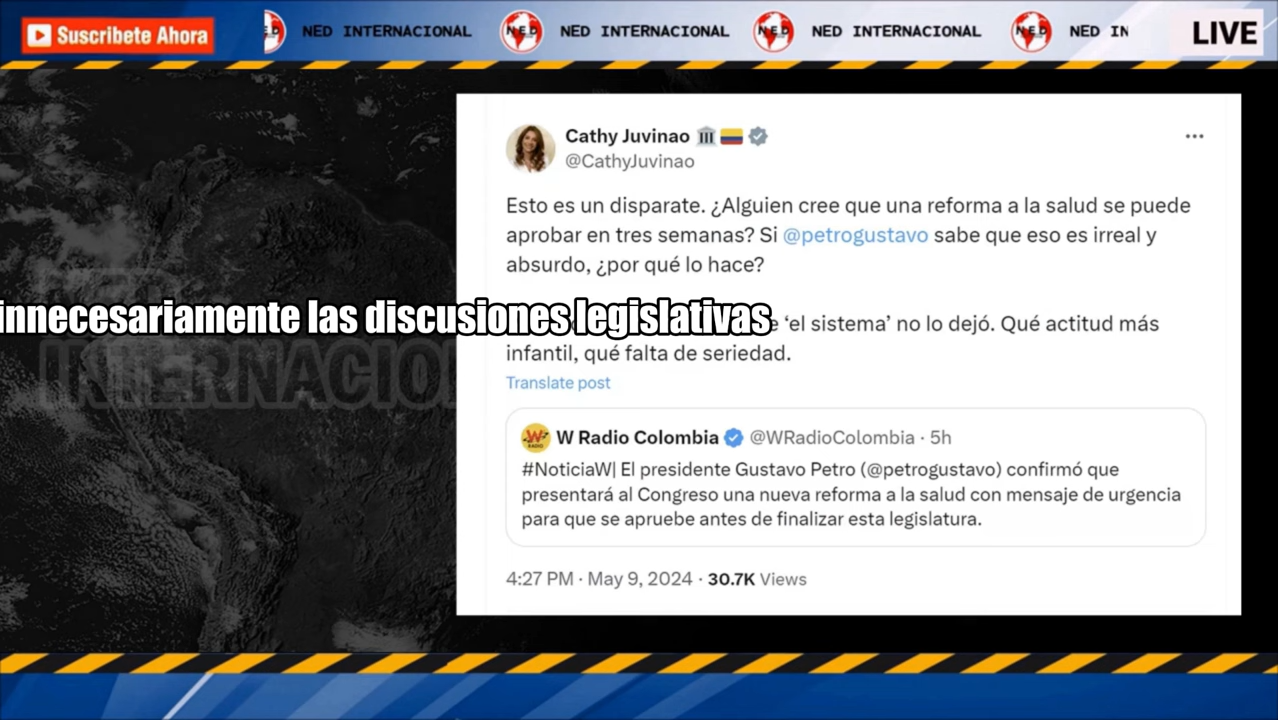 Suscribete Ahora
N.E.D NED INTERNACIONAL N.E.D NED INTERNACIONAL N.E.D NED INTERNACIONAL N.E.D NED
LIVE
Cathy Juvinao
@CathyJuvinao
Esto es un disparate. ¿Alguien cree que una reforma a la salud se puede
aprobar en tres semanas? Si @petrogustavo sabe que eso es irreal y
absurdo, ¿por qué lo hace?
innecesariamente las discusiones legislativas
‘el sistema’ no lo dejó. Qué actitud más
infantil, qué falta de seriedad.
Translate post
W Radio Colombia @WRadioColombia · 5h
#NoticiaW| El presidente Gustavo Petro (@petrogustavo) confirmó que
presentará al Congreso una nueva reforma a la salud con mensaje de urgencia
para que se apruebe antes de finalizar esta legislatura.
4:27 PM · May 9, 2024 · 30.7K Views